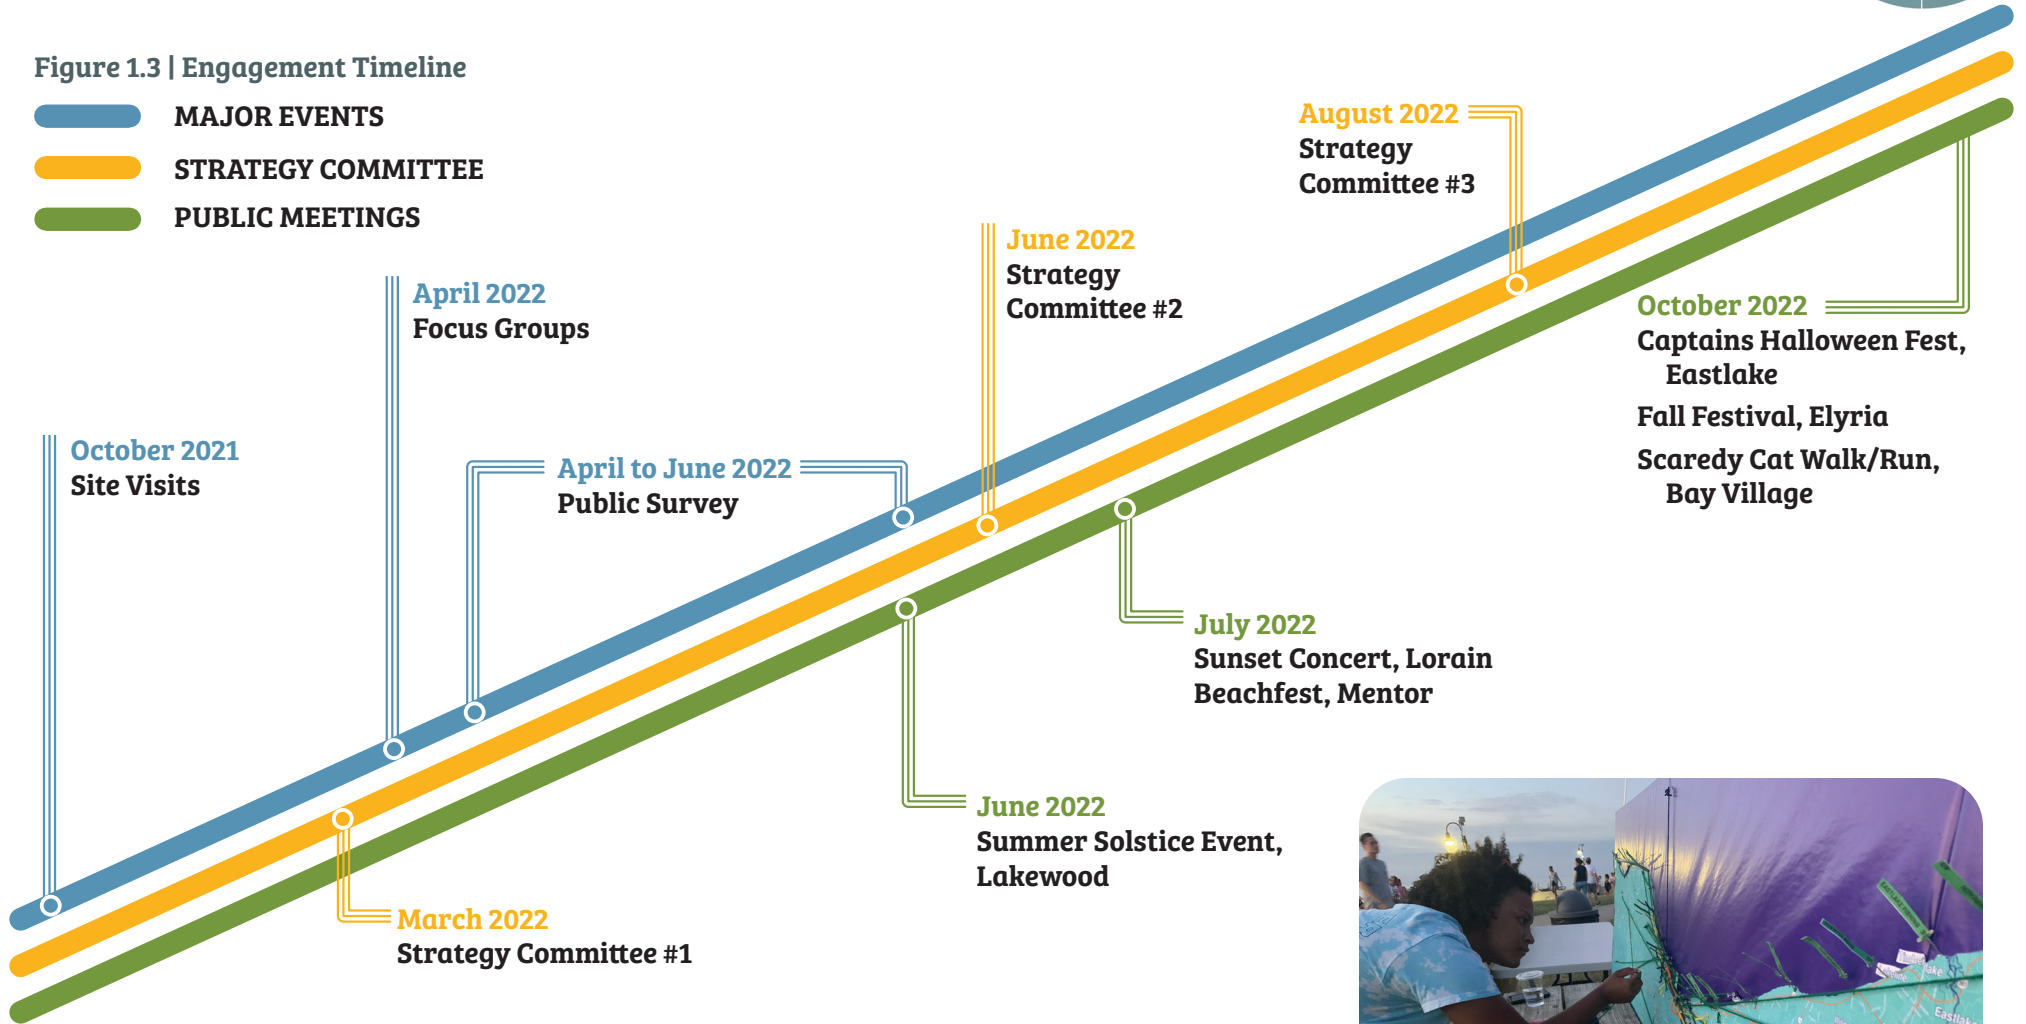 Figure 1.3 | Engagement Timeline
MAJOR EVENTS
STRATEGY COMMITTEE
PUBLIC MEETINGS
August 2022
Strategy
Committee #3
June 2022
Strategy
Committee #2
April 2022
Focus Groups
October 2022
Captains Halloween Fest,
Eastlake
Fall Festival, Elyria
Scaredy Cat Walk/Run,
Bay Village
October 2021
Site Visits
April to June 2022
Public Survey
July 2022
Sunset Concert, Lorain
Beachfest, Mentor
June 2022
Summer Solstice Event,
Lakewood
March 2022
Strategy Committee #1